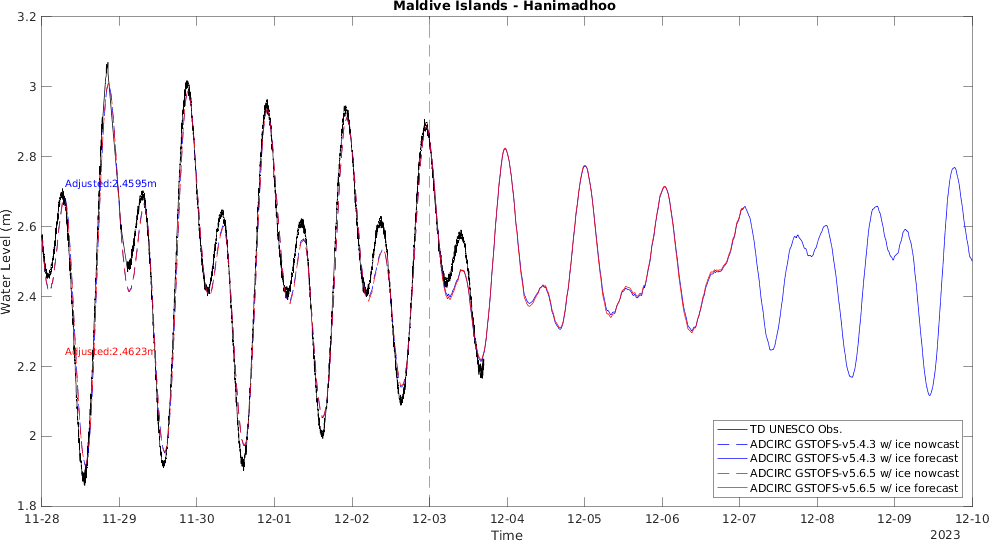 Maldive Islands - Hanimadhoo
3.2
3
2.8
2.6
2.4
2.2
2
1.8
Water Level (m)
Adjusted:2.4595m
Adjusted:2.4623m
TD UNESCO Obs.
ADCIRC GSTOFS-v5.4.3 w/ ice nowcast
ADCIRC GSTOFS-v5.4.3 w/ ice forecast
ADCIRC GSTOFS-v5.6.5 w/ ice nowcast
ADCIRC GSTOFS-v5.6.5 w/ ice forecast
11-28 11-29 11-30 12-01 12-02 12-03 12-04 12-05 12-06 12-07 12-08 12-09 12-10
Time
2023